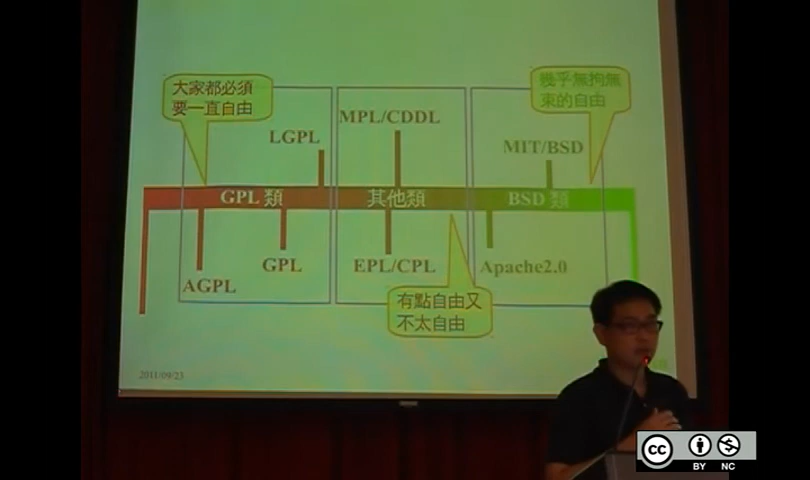 大家都必須
要一直自由
幾乎無拘無
束的自由
MPL/CDDL
LGPL
MIT/BSD
GPL 類
其他類
BSD 類
AGPL
GPL
EPL/CPL
Apache2.0
有點自由又
不太自由
2011/09/23
cc
BY NC